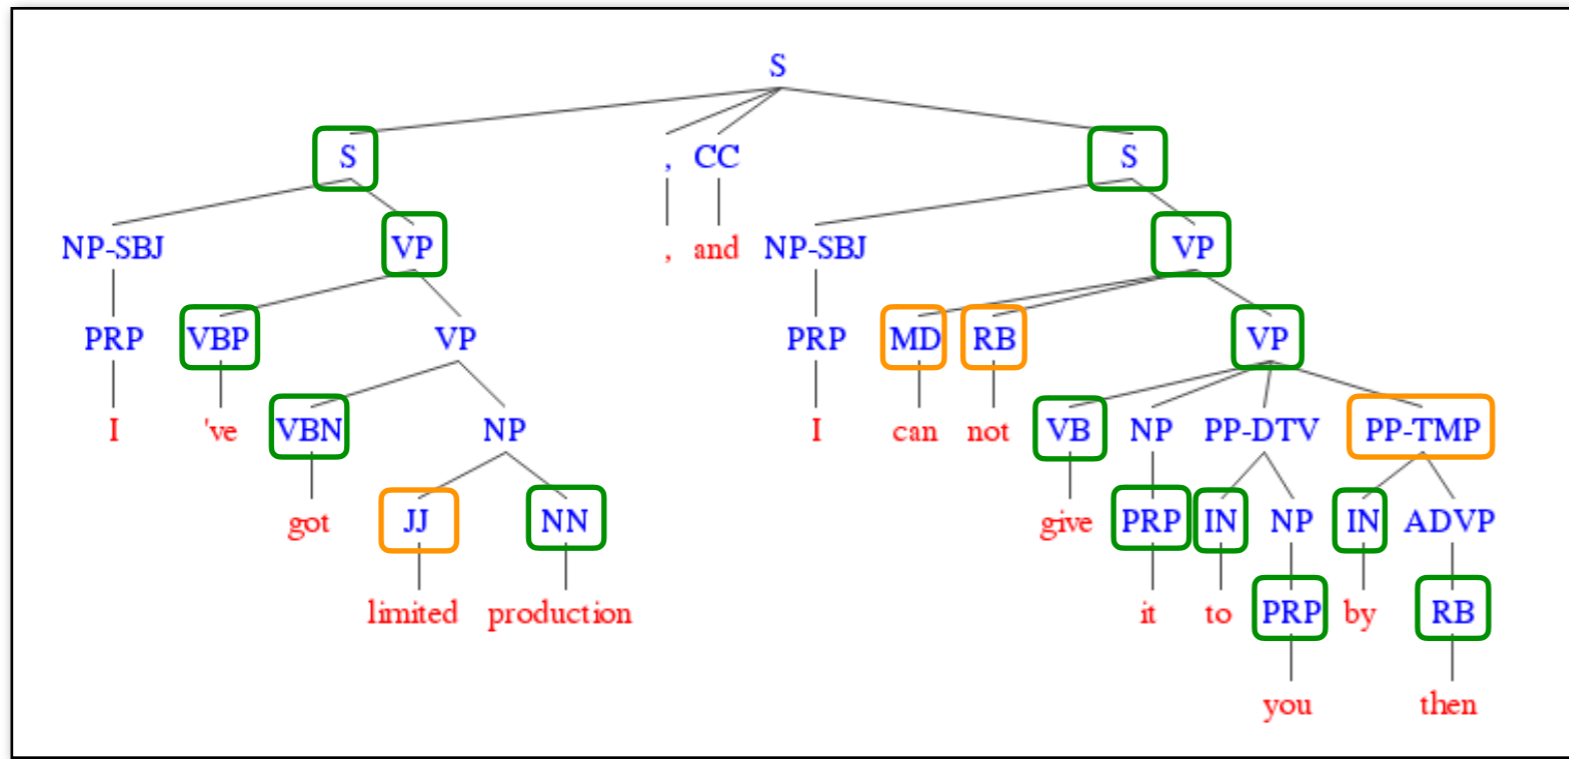 S
S , CC S
NP-SBJ VP , and NP-SBJ VP
PRP VBP VP PRP MD RB VP
I 've VBN NP I can not VB NP PP-DTV PP-TMP
got JJ NN give PRP IN NP IN ADVP
limited production it to PRP by RB
you then